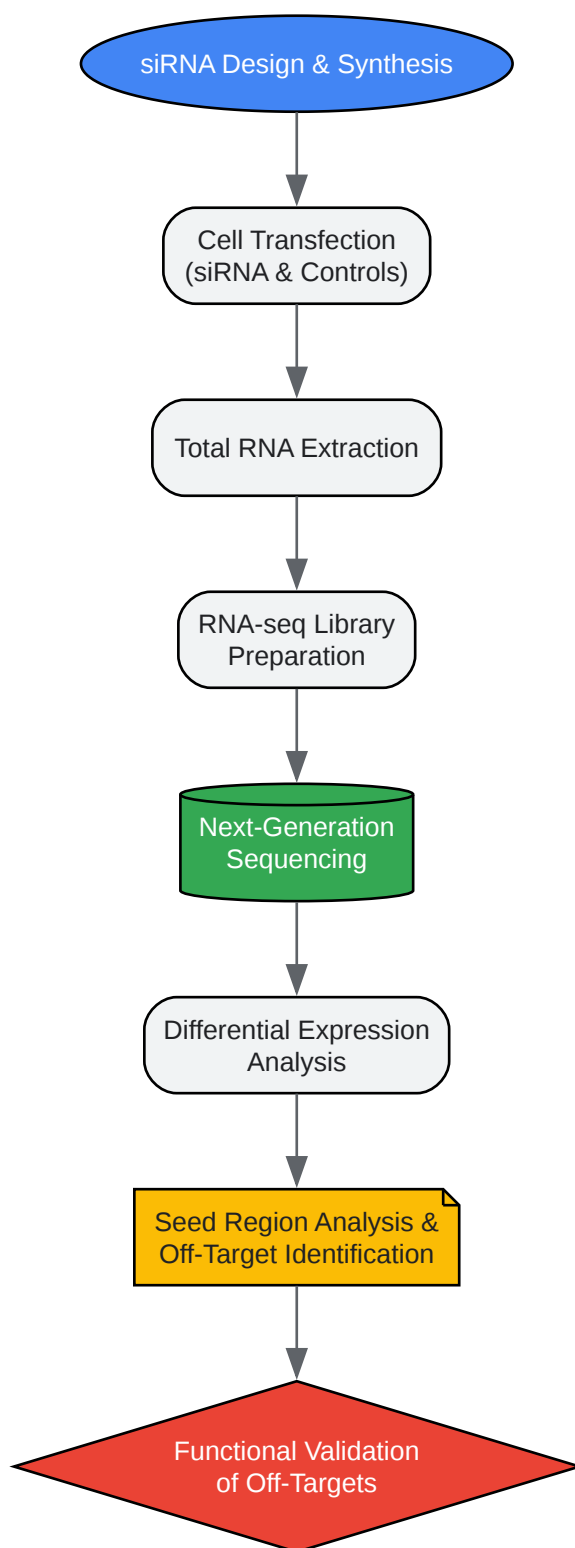 siRNA Design & Synthesis
Cell Transfection
(siRNA & Controls)
Total RNA Extraction
RNA-seq Library
Preparation
Next-Generation
Sequencing
Differential Expression
Analysis
Seed Region Analysis &
Off-Target Identification
Functional Validation
of Off-Targets